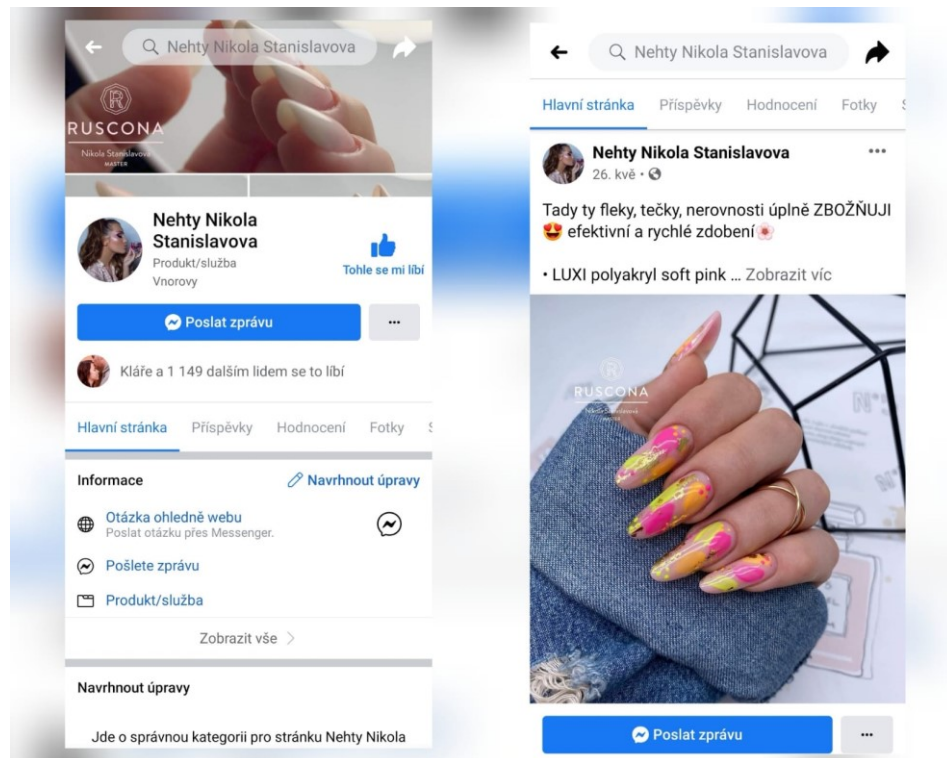 Nehty Nikola Stanislavova
RUSCONA
Nikola Stanislavova
MASTER
Nehty Nikola
Stanislavova
Produkt/služba
Vnorovy
Tohle se mi líbí
Poslat zprávu
Kláře a 1 149 dalším lidem se to líbí
Hlavní stránka Příspěvky Hodnocení Fotky
Informace
Navrhnout úpravy
Otázka ohledně webu
Poslat otázku přes Messenger.
Pošlete zprávu
Produkt/služba
Zobrazit vše
Navrhnout úpravy
Jde o správnou kategorii pro stránku Nehty Nikola
Nehty Nikola Stanislavova
Hlavní stránka Příspěvky Hodnocení Fotky
Nehty Nikola Stanislavova
26. kvě
Tady ty fleky, tečky, nerovnosti úplně ZBOŽŇUJI
😍 efektivní a rychlé zdobení🌸
• LUXI polyakryl soft pink ... Zobrazit víc
RUSCONA
Nikola Stanislavova
Poslat zprávu